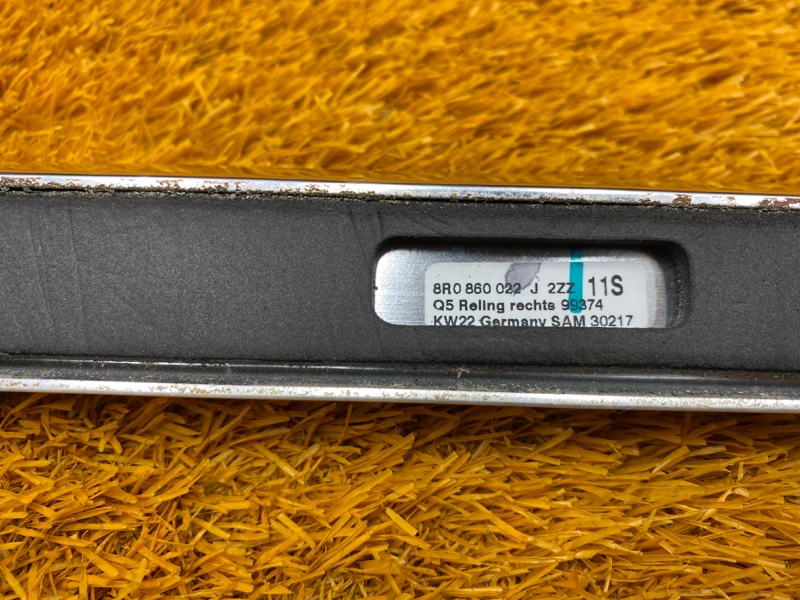 8R0 860 022 J 2ZZ 11S
Q5 Reling rechts 99374
KW22 Germany SAM 30217